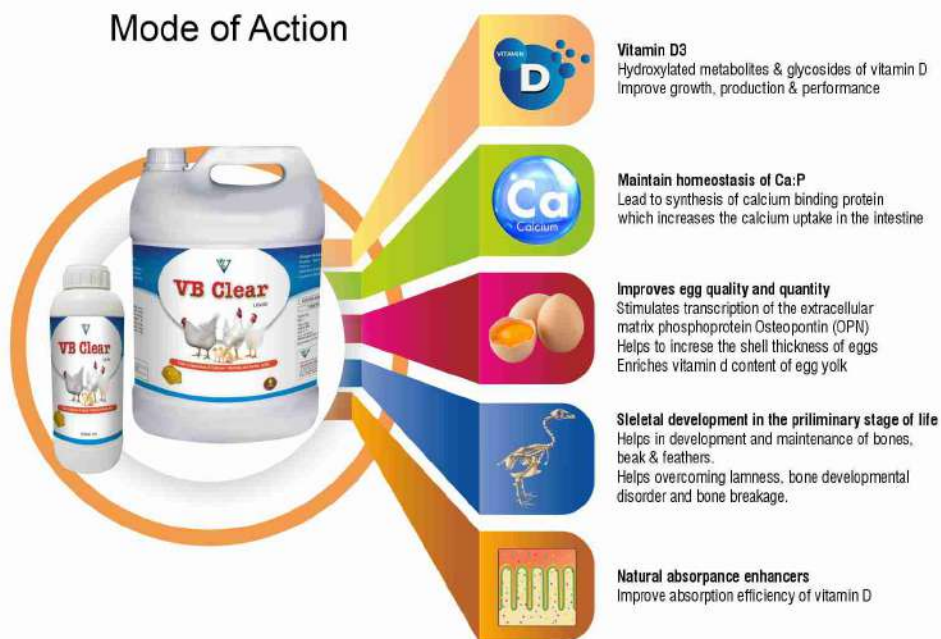 Mode of Action
VITAMIN
D
Vitamin D3
Hydroxylated metabolites & glycosides of vitamin D
Improve growth, production & performance
Ca
Calcium
Maintain homeostasis of Ca:P
Lead to synthesis of calcium binding protein
which increases the calcium uptake in the intestine
VB Clear
LIQUID
VB Clear
Improves egg quality and quantity
Stimulates transcription of the extracellular
matrix phosphoprotein Osteopontin (OPN)
Helps to increse the shell thickness of eggs
Enriches vitamin d content of egg yolk
Sleletal development in the priliminary stage of life
Helps in development and maintenance of bones,
beak & feathers.
Helps overcoming lamness, bone developmental
disorder and bone breakage.
Natural absorpance enhancers
Improve absorption efficiency of vitamin D